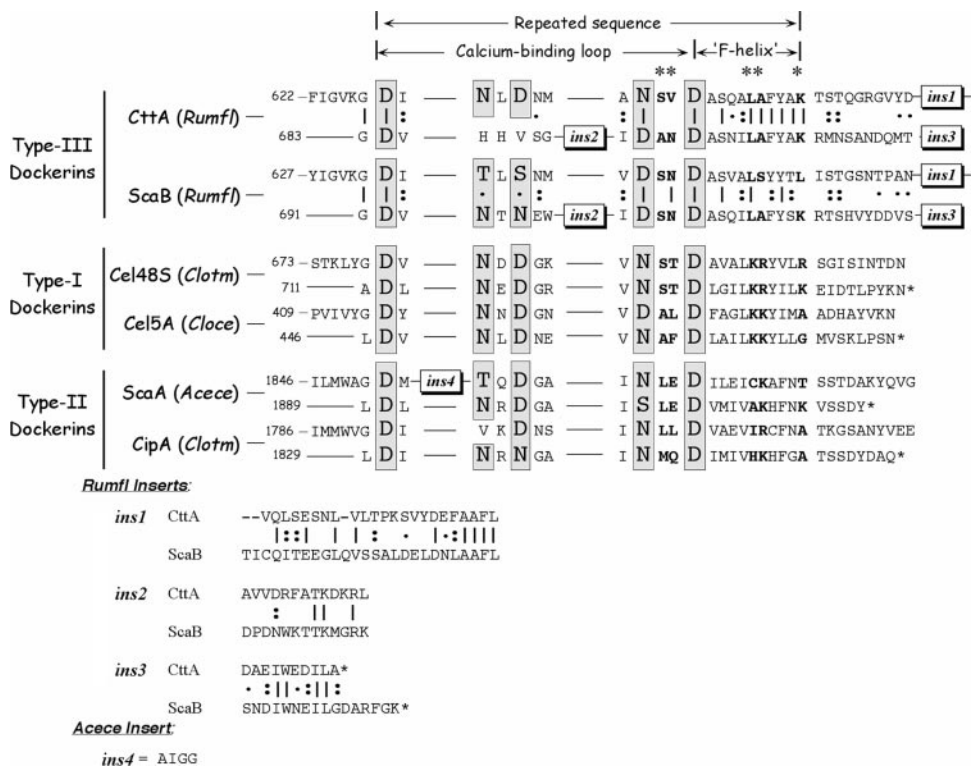 Repeated sequence
Calcium-binding loop 'F-helix'
** ** *
Type-III Dockerins
CttA (Rumfl)
622 – FIGVKG D I — N L D NM — A N SV D ASQALAFYAK TSTQGRGVYD ins1
683 – G D V — H H V SG ins2 I D AN D ASNILAFYAK RMNSANDQMT ins3
ScaB (Rumfl)
627 – YIGVKG D I — T L S NM — V D SN D ASVALSYYTL ISTGSNTPAN ins1
691 – G D V — N T N EW ins2 I D SN D ASQILAFYSK RTSHVYDDVS ins3
Type-I Dockerins
Cel48S (Clotm)
673 – STKLYG D V — N D D GK — V N ST D AVALKRYVLR SGISINTDN
711 – A D L — N E D GR — V N ST D LGILKRYILK EIDTLPYKN*
Cel5A (Cloce)
409 – PVIVYG D Y — N N D GN — V D AL D FAGLKKYIMA ADHAYVKN
446 – L D V — N L D NE — V N AF D LAILKKYLLG MVSKLPSN*
Type-II Dockerins
ScaA (Acece)
1846 – ILMWAG D M ins4 T Q D GA — I N LE D ILEICKAFNT SSTDAKYQVG
1889 – L D L — N R D GA — I S LE D VMIVAKHFNK VSSDY*
CipA (Clotm)
1786 – IMMWVG D I — V K D NS — I N LL D VAEVIRCFNA TKGSANYVEE
1829 – L D I — N R N GA — I N MQ D IMIVHKHFGA TSSDYDAQ*
Rumfl Inserts:
ins1 CttA --VQLSESNL-VLTPKSVYDEFAAFL
ScaB TICQITEEGLQVSSALDELDNLAAFL
ins2 CttA AVVDRFATKDKRL
ScaB DPDNWKTTKMGRK
ins3 CttA DAEIWEDILA*
ScaB SNDIWNEILGDARFGK*
Acece Insert:
ins4 = AIGG